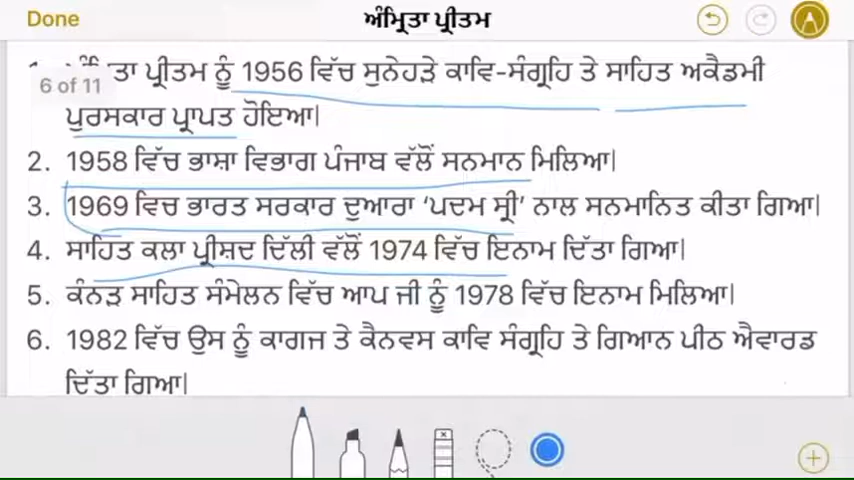 Done
ਅੰਮ੍ਰਿਤਾ ਪ੍ਰੀਤਮ
6 of 11
ਪ੍ਰੀਤਮ ਨੂੰ 1956 ਵਿੱਚ ਸੁਨੇਹੜੇ ਕਾਵਿ-ਸੰਗ੍ਰਹਿ ਤੇ ਸਾਹਿਤ ਅਕੈਡਮੀ
ਪੁਰਸਕਾਰ ਪ੍ਰਾਪਤ ਹੋਇਆ|
2. 1958 ਵਿੱਚ ਭਾਸ਼ਾ ਵਿਭਾਗ ਪੰਜਾਬ ਵੱਲੋਂ ਸਨਮਾਨ ਮਿਲਿਆ|
3. 1969 ਵਿਚ ਭਾਰਤ ਸਰਕਾਰ ਦੁਆਰਾ ‘ਪਦਮ ਸ੍ਰੀ’ ਨਾਲ ਸਨਮਾਨਿਤ ਕੀਤਾ ਗਿਆ|
4. ਸਾਹਿਤ ਕਲਾ ਪ੍ਰੀਸ਼ਦ ਦਿੱਲੀ ਵੱਲੋਂ 1974 ਵਿੱਚ ਇਨਾਮ ਦਿੱਤਾ ਗਿਆ|
5. ਕੰਨੜ ਸਾਹਿਤ ਸੰਮੇਲਨ ਵਿੱਚ ਆਪ ਜੀ ਨੂੰ 1978 ਵਿੱਚ ਇਨਾਮ ਮਿਲਿਆ|
6. 1982 ਵਿੱਚ ਉਸ ਨੂੰ ਕਾਗਜ ਤੇ ਕੈਨਵਸ ਕਾਵਿ ਸੰਗ੍ਰਹਿ ਤੇ ਗਿਆਨ ਪੀਠ ਐਵਾਰਡ
ਦਿੱਤਾ ਗਿਆ|